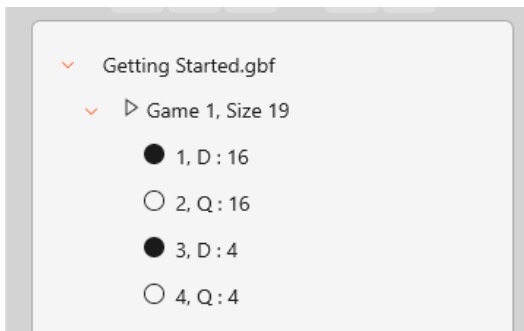 Getting Started.gbf
Game 1, Size 19
1, D : 16
2, Q : 16
3, D : 4
4, Q : 4